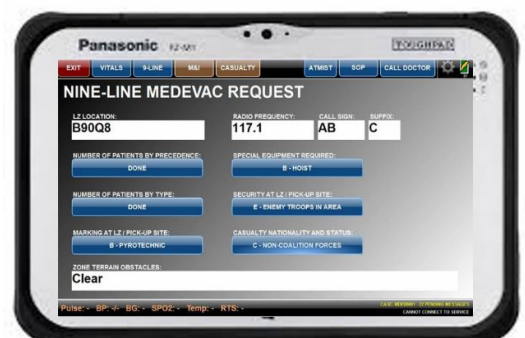 Panasonic FZ-M1 TOUGHPAD
EXIT VITALS 9-LINE M&I CASUALTY ATMIST SOP CALL DOCTOR
NINE-LINE MEDEVAC REQUEST
LZ LOCATION: RADIO FREQUENCY: CALL SIGN: SUFFIX:
B90Q8 117.1 AB C
NUMBER OF PATIENTS BY PRECEDENCE: SPECIAL EQUIPMENT REQUIRED:
DONE B - HOIST
NUMBER OF PATIENTS BY TYPE: SECURITY AT LZ / PICK-UP SITE:
DONE E - ENEMY TROOPS IN AREA
MARKING AT LZ / PICK-UP SITE: CASUALTY NATIONALITY AND STATUS:
B - PYROTECHNIC C - NON-COALITION FORCES
ZONE TERRAIN OBSTACLES:
Clear
Pulse: - BP: -/- BG: - SPO2: - Temp: - RTS: -
PENDING MESSAGES
CANNOT CONNECT TO SERVICE